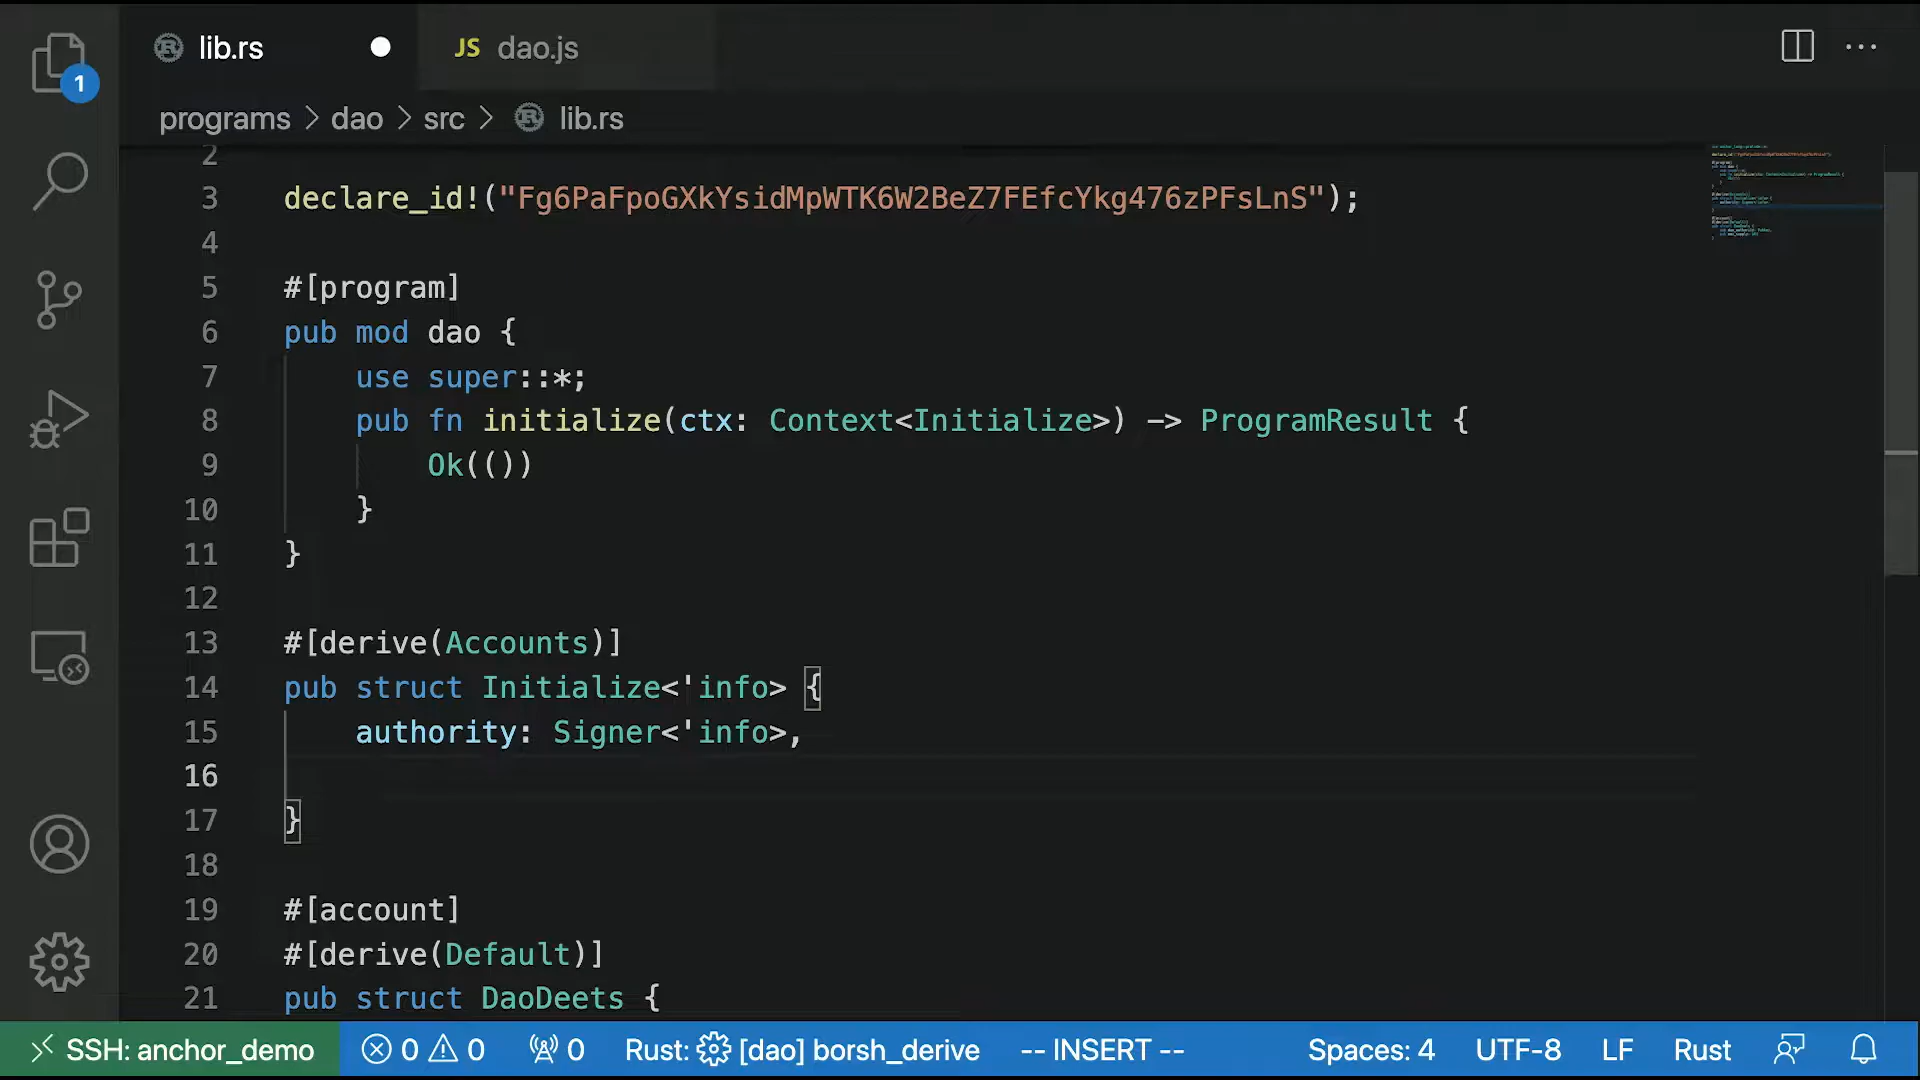 lib.rs
JS dao.js
1
programs > dao > src > lib.rs
2
3 declare_id!("Fg6PaFpoGXkYsidMpWTK6W2BeZ7FEfcYkg476zPFsLnS");
4
5 #[program]
6 pub mod dao {
7 use super::*;
8 pub fn initialize(ctx: Context<Initialize>) -> ProgramResult {
9 Ok(())
10 }
11 }
12
13 #[derive(Accounts)]
14 pub struct Initialize<'info> {
15 authority: Signer<'info>,
16
17 }
18
19 #[account]
20 #[derive(Default)]
21 pub struct DaoDeets {
SSH: anchor_demo 0 0 0 Rust: [dao] borsh_derive -- INSERT -- Spaces: 4 UTF-8 LF Rust